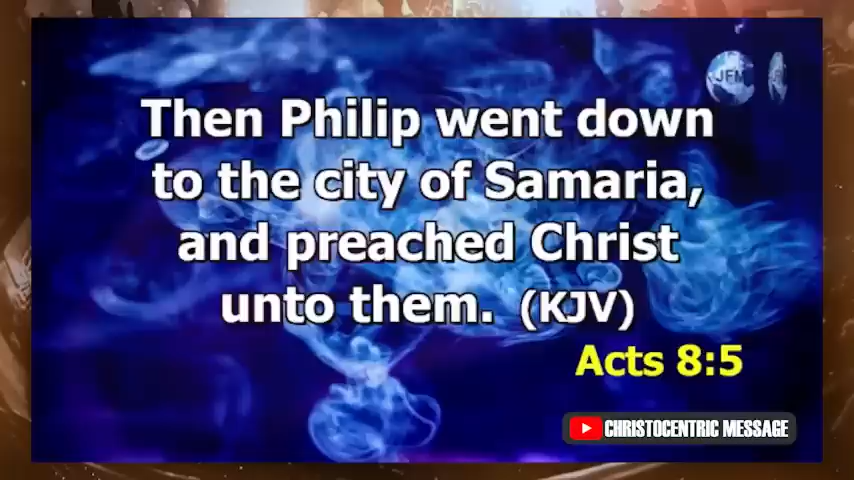 JFM
Then Philip went down
to the city of Samaria,
and preached Christ
unto them. (KJV)
Acts 8:5
CHRISTOCENTRIC MESSAGE